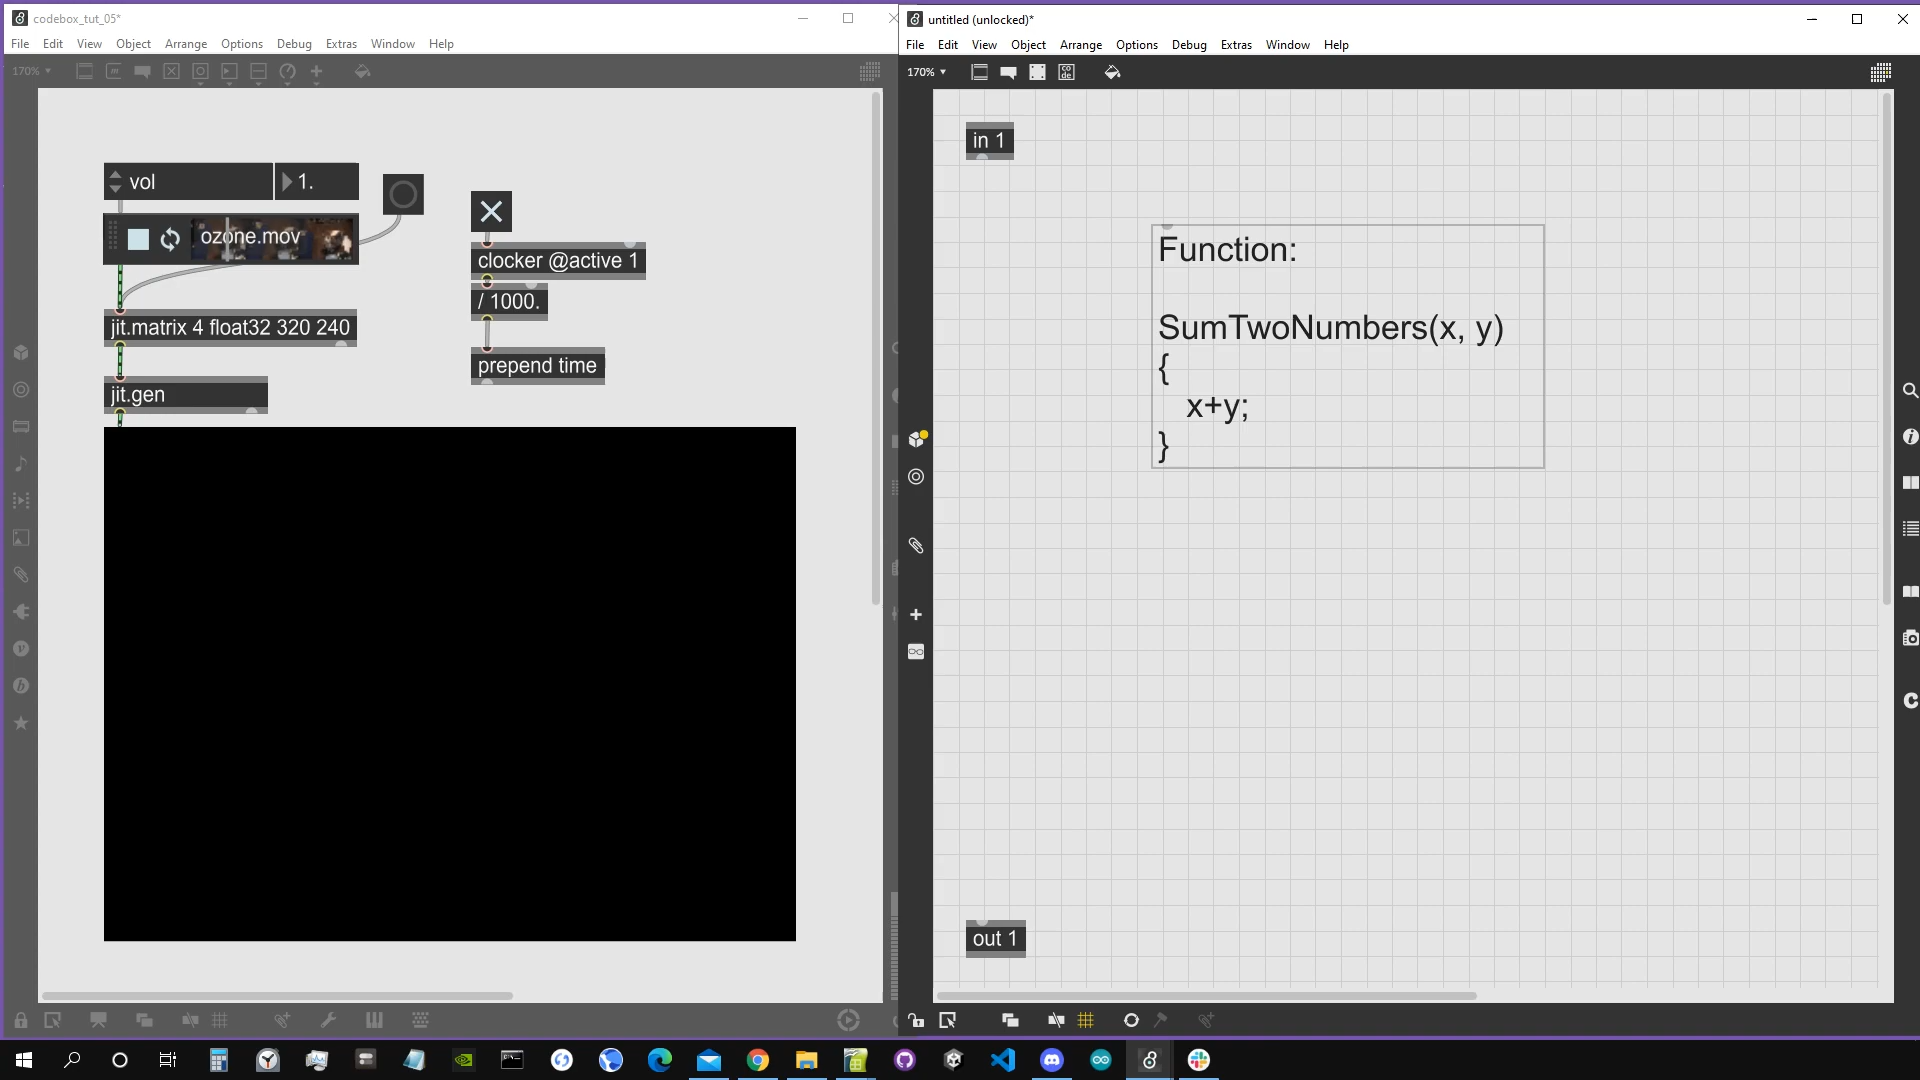 codebox_tut_05*
File Edit View Object Arrange Options Debug Extras Window Help
170%
vol
1.
ozone.mov
clocker @active 1
/ 1000.
jit.matrix 4 float32 320 240
prepend time
jit.gen
untitled (unlocked)*
File Edit View Object Arrange Options Debug Extras Window Help
170%
code
in 1
Function:
SumTwoNumbers(x, y)
{
x+y;
}
out 1